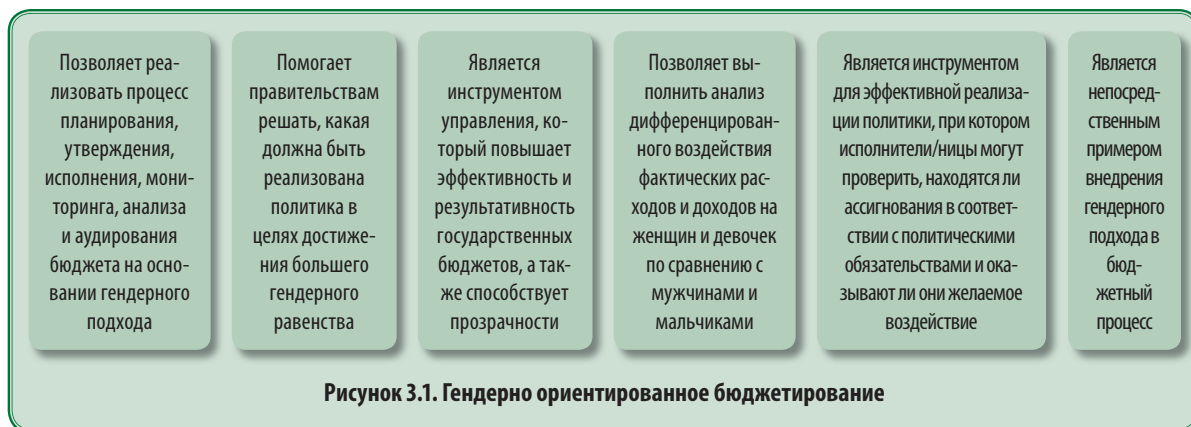 Позволяет реа-
лизовать процесс
планирования,
утверждения,
исполнения, мони-
торинга, анализа
и аудирования
бюджета на осно-
вании гендерного
подхода
Помогает
правительствам
решать, какая
должна быть
реализована
политика в
целях достиже-
ния большего
гендерного
равенства
Является
инструментом
управления, ко-
торый повышает
эффективность и
результативность
государственных
бюджетов, а так-
же способствует
прозрачности
Позволяет вы-
полнить анализ
дифференцирован-
ного воздействия
фактических рас-
ходов и доходов на
женщин и девочек
по сравнению с
мужчинами и
мальчиками
Является инструментом
для эффективной реализа-
ции политики, при котором
исполнители/ницы могут
проверить, находятся ли
ассигнования в соответ-
ствии с политическими
обязательствами и ока-
зывают ли они желаемое
воздействие
Является
непосред-
ственным
примером
внедрения
гендерного
подхода в
бюд-
жетный
процесс
Рисунок 3.1. Гендерно ориентированное бюджетирование